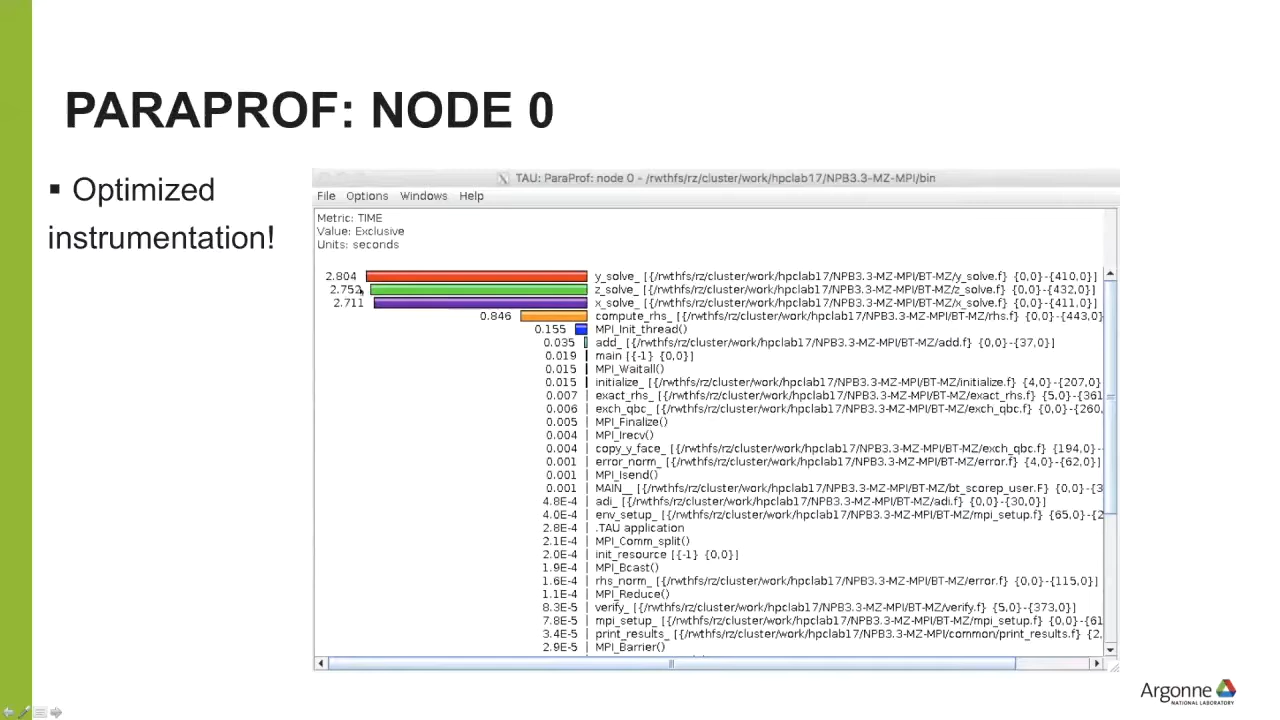 PARAPROF: NODE 0
▪ Optimized
instrumentation!
TAU: ParaProf: node 0 - /rwthfs/rz/cluster/work/hpclab17/NPB3.3-MZ-MPI/bin
File Options Windows Help
Metric: TIME
Value: Exclusive
Units: seconds
2.804 y_solve_ [{/rwthfs/rz/cluster/work/hpclab17/NPB3.3-MZ-MPI/BT-MZ/y_solve.f} {0,0}-{410,0}]
2.752 z_solve_ [{/rwthfs/rz/cluster/work/hpclab17/NPB3.3-MZ-MPI/BT-MZ/z_solve.f} {0,0}-{432,0}]
2.711 x_solve_ [{/rwthfs/rz/cluster/work/hpclab17/NPB3.3-MZ-MPI/BT-MZ/x_solve.f} {0,0}-{411,0}]
0.846 compute_rhs_ [{/rwthfs/rz/cluster/work/hpclab17/NPB3.3-MZ-MPI/BT-MZ/rhs.f} {0,0}-{443,0}
0.155 MPI_Init_thread()
0.035 add_ [{/rwthfs/rz/cluster/work/hpclab17/NPB3.3-MZ-MPI/BT-MZ/add.f} {0,0}-{37,0}]
0.019 main [{-1} {0,0}]
0.015 MPI_Waitall()
0.015 initialize_ [{/rwthfs/rz/cluster/work/hpclab17/NPB3.3-MZ-MPI/BT-MZ/initialize.f} {4,0}-{207,0}
0.007 exact_rhs_ [{/rwthfs/rz/cluster/work/hpclab17/NPB3.3-MZ-MPI/BT-MZ/exact_rhs.f} {5,0}-{361
0.006 exch_qbc_ [{/rwthfs/rz/cluster/work/hpclab17/NPB3.3-MZ-MPI/BT-MZ/exch_qbc.f} {0,0}-{260,
0.005 MPI_Finalize()
0.004 MPI_Irecv()
0.004 copy_y_face_ [{/rwthfs/rz/cluster/work/hpclab17/NPB3.3-MZ-MPI/BT-MZ/exch_qbc.f} {194,0}-
0.001 error_norm_ [{/rwthfs/rz/cluster/work/hpclab17/NPB3.3-MZ-MPI/BT-MZ/error.f} {4,0}-{62,0}]
0.001 MPI_Isend()
0.001 MAIN__ [{/rwthfs/rz/cluster/work/hpclab17/NPB3.3-MZ-MPI/BT-MZ/bt_scorep_user.F} {0,0}-{3
4.8E-4 adi_ [{/rwthfs/rz/cluster/work/hpclab17/NPB3.3-MZ-MPI/BT-MZ/adi.f} {0,0}-{30,0}]
4.0E-4 env_setup_ [{/rwthfs/rz/cluster/work/hpclab17/NPB3.3-MZ-MPI/BT-MZ/mpi_setup.f} {65,0}-{2
2.8E-4 .TAU application
2.1E-4 MPI_Comm_split()
2.0E-4 init_resource [{-1} {0,0}]
1.9E-4 MPI_Bcast()
1.6E-4 rhs_norm_ [{/rwthfs/rz/cluster/work/hpclab17/NPB3.3-MZ-MPI/BT-MZ/error.f} {0,0}-{115,0}]
1.1E-4 MPI_Reduce()
8.3E-5 verify_ [{/rwthfs/rz/cluster/work/hpclab17/NPB3.3-MZ-MPI/BT-MZ/verify.f} {5,0}-{373,0}]
7.8E-5 mpi_setup_ [{/rwthfs/rz/cluster/work/hpclab17/NPB3.3-MZ-MPI/BT-MZ/mpi_setup.f} {0,0}-{61
3.4E-5 print_results_ [{/rwthfs/rz/cluster/work/hpclab17/NPB3.3-MZ-MPI/common/print_results.f} {2,
2.9E-5 MPI_Barrier()
Argonne
NATIONAL LABORATORY